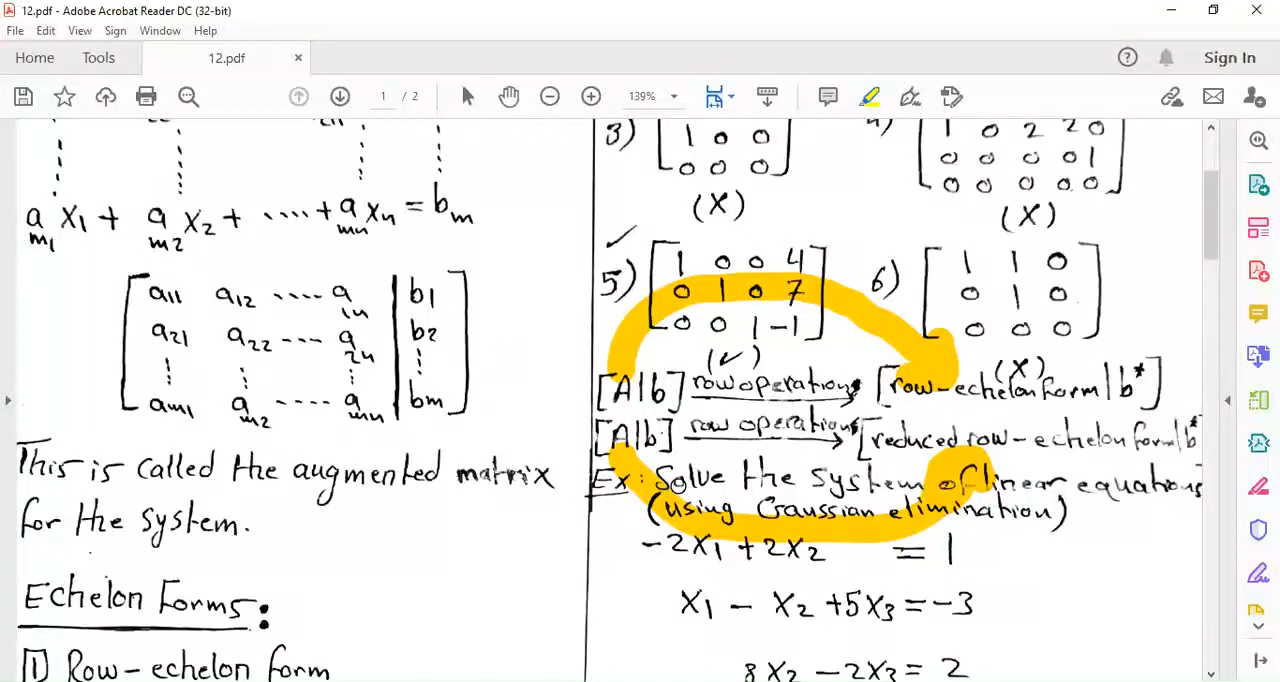 12.pdf - Adobe Acrobat Reader DC (32-bit)
File Edit View Sign Window Help
Home Tools 12.pdf × Sign In
1 / 2 139%
a_m1 x1 + a_m2 x2 + .... + a_mn xn = b_m
[ a11 a12 .... a1n | b1
a21 a22 --- a2n | b2
⋮ ⋮ ⋮ ⋮
am1 am2 .... amn | bm ]
This is called the augmented matrix
for the system.
Echelon Forms:
1 Row-echelon form
3) 1 0 0
0 0 0
(X)
4) 1 0 2 2 0
0 0 0 0 1
0 0 0 0 0
(X)
✓
5) 1 0 0 4
0 1 0 7
0 0 1 -1
(✓)
6) 1 1 0
0 1 0
0 0 0
(X)
[A|b] row operations → [row-echelon form | b*]
[A|b] row operations → [reduced row-echelon form | b*
Ex: Solve the system of linear equations
(using Gaussian elimination)
-2x1 + 2x2 = 1
x1 - x2 + 5x3 = -3
8x2 - 2x3 = 2